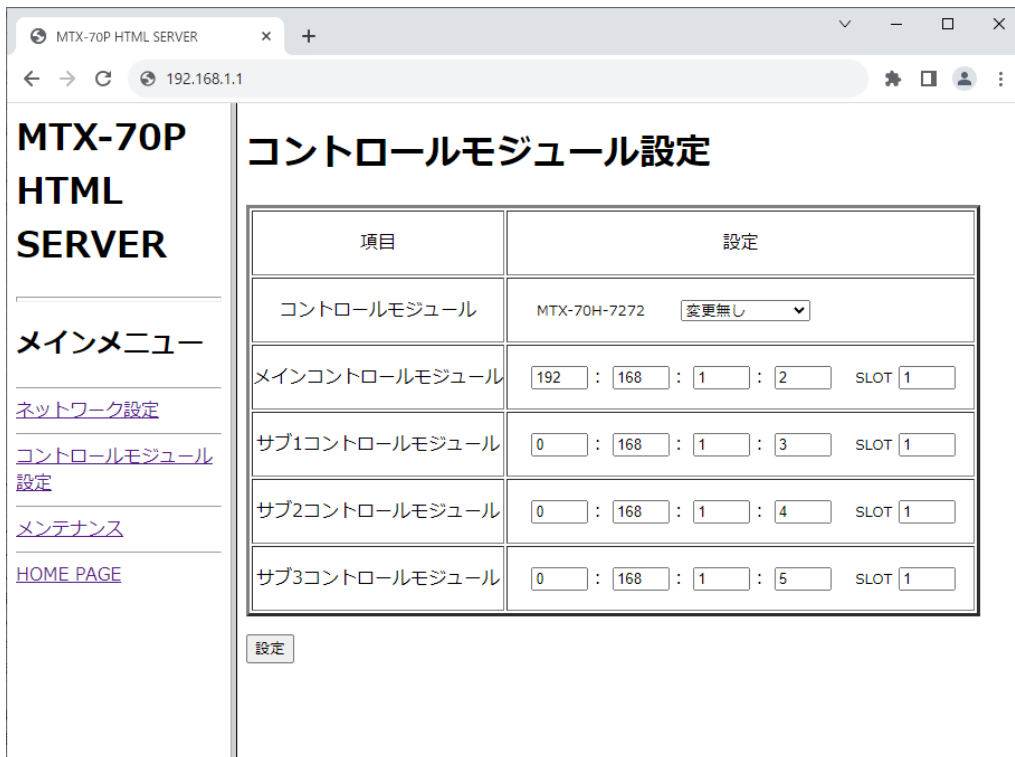 MTX-70P HTML SERVER
192.168.1.1
MTX-70P
HTML
SERVER
メインメニュー
ネットワーク設定
コントロールモジュール
設定
メンテナンス
HOME PAGE
コントロールモジュール設定
項目 設定
コントロールモジュール MTX-70H-7272 変更無し
メインコントロールモジュール 192 : 168 : 1 : 2 SLOT 1
サブ1コントロールモジュール 0 : 168 : 1 : 3 SLOT 1
サブ2コントロールモジュール 0 : 168 : 1 : 4 SLOT 1
サブ3コントロールモジュール 0 : 168 : 1 : 5 SLOT 1
設定